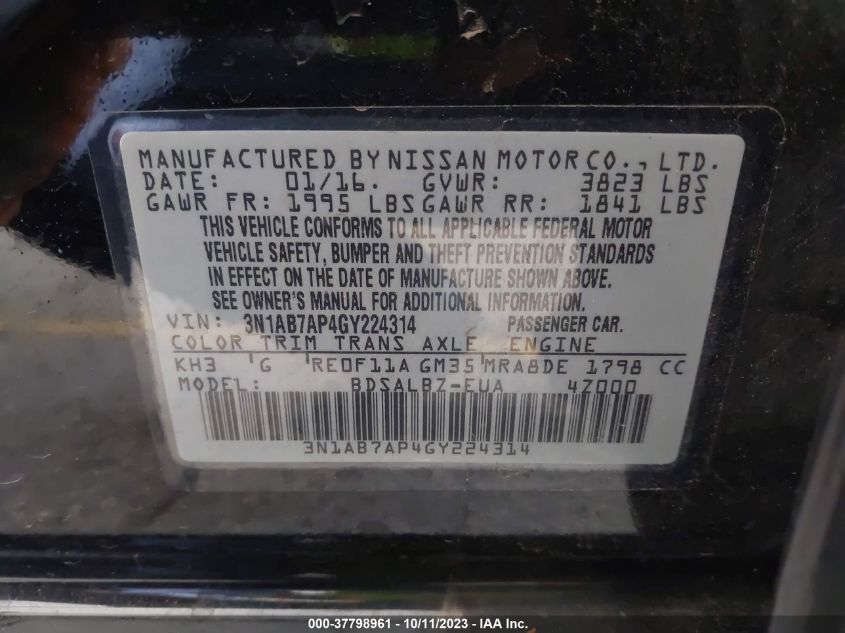 MANUFACTURED BY NISSAN MOTOR CO., LTD.
DATE: 01/16. GVWR: 3823 LBS
GAWR FR: 1995 LBS GAWR RR: 1841 LBS
THIS VEHICLE CONFORMS TO ALL APPLICABLE FEDERAL MOTOR
VEHICLE SAFETY, BUMPER AND THEFT PREVENTION STANDARDS
IN EFFECT ON THE DATE OF MANUFACTURE SHOWN ABOVE.
SEE OWNER'S MANUAL FOR ADDITIONAL INFORMATION.
VIN: 3N1AB7AP4GY224314 PASSENGER CAR.
COLOR TRIM TRANS AXLE ENGINE
KH3 G RE0F11A GM35 MRA8DE 1798 CC
MODEL: BDSALBZ-EUA 4Z000
3N1AB7AP4GY224314
000-37798961 - 10/11/2023 - IAA Inc.